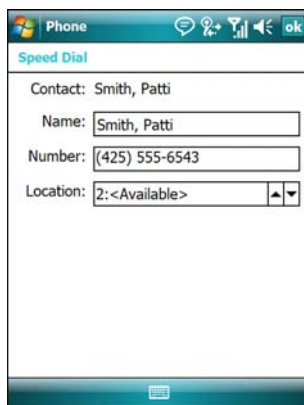 Phone ok
Speed Dial
Contact: Smith, Patti
Name: Smith, Patti
Number: (425) 555-6543
Location: 2:<Available>